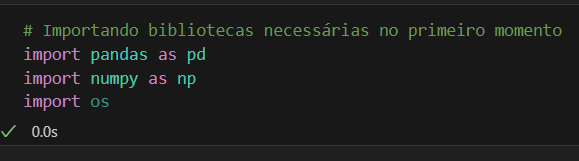 # Importando bibliotecas necessárias no primeiro momento
import pandas as pd
import numpy as np
import os
0.0s